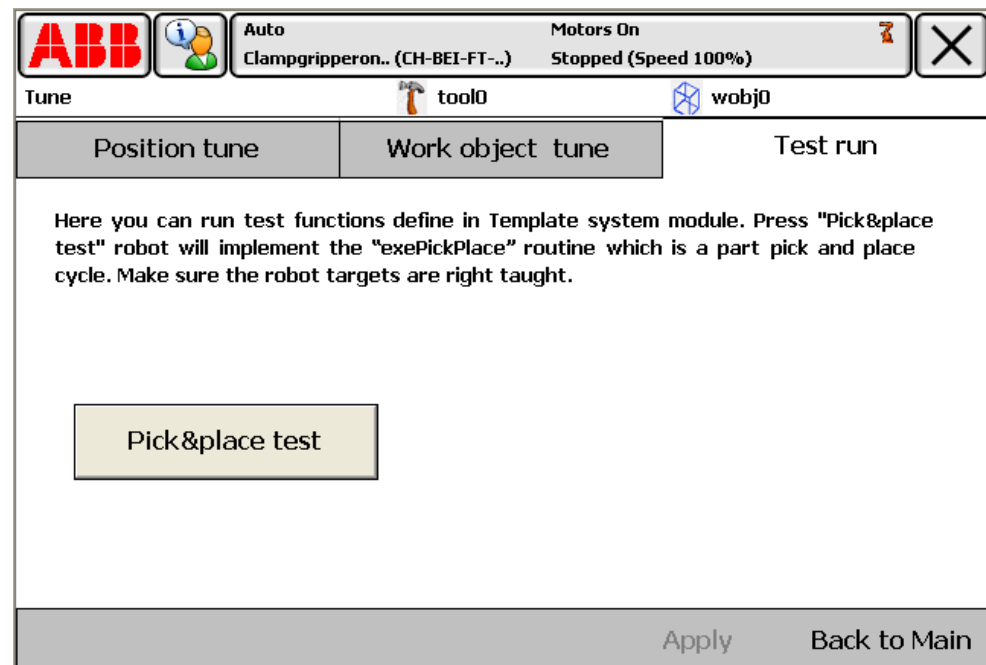 ABB
Auto
Motors On
Clampgripperon.. (CH-BEI-FT-..)
Stopped (Speed 100%)
Tune
tool0
wobj0
Position tune
Work object tune
Test run
Here you can run test functions define in Template system module. Press "Pick&place
test" robot will implement the "exePickPlace" routine which is a part pick and place
cycle. Make sure the robot targets are right taught.
Pick&place test
Apply
Back to Main